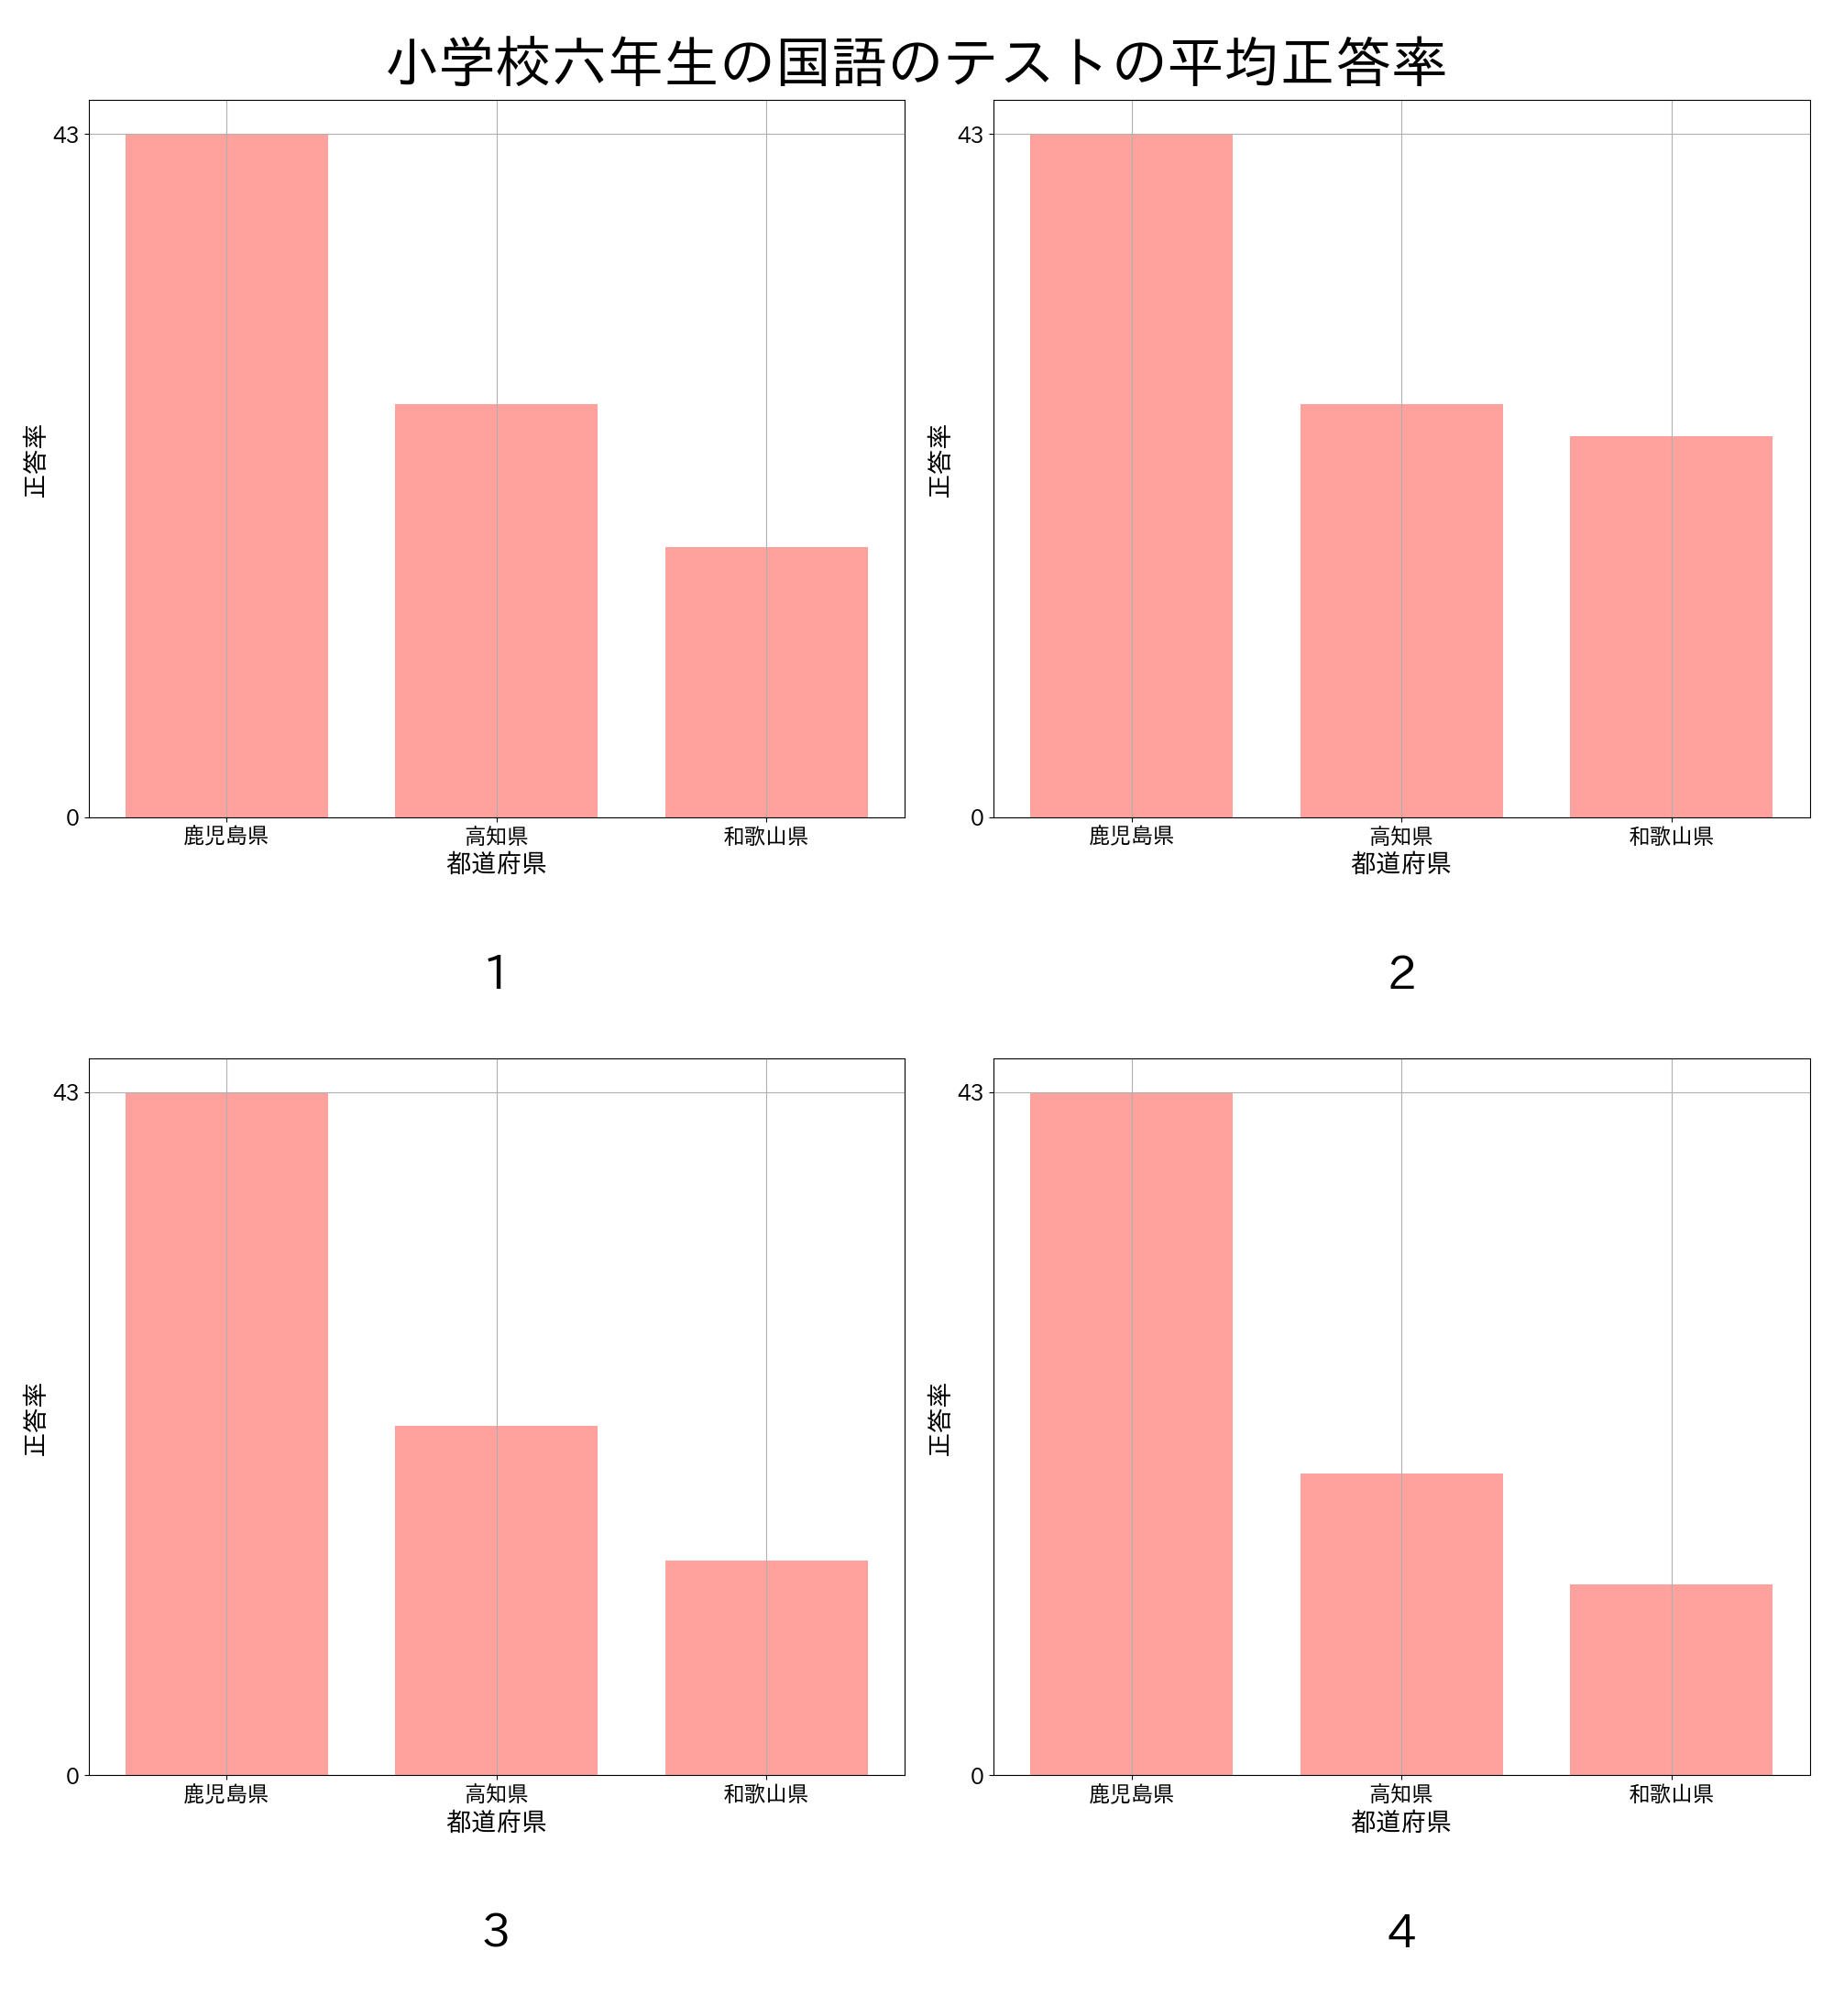 小学校六年生の国語のテストの平均正答率
43
0
正答率
鹿児島県 高知県 和歌山県
都道府県
1
43
0
正答率
鹿児島県 高知県 和歌山県
都道府県
2
43
0
正答率
鹿児島県 高知県 和歌山県
都道府県
3
43
0
正答率
鹿児島県 高知県 和歌山県
都道府県
4